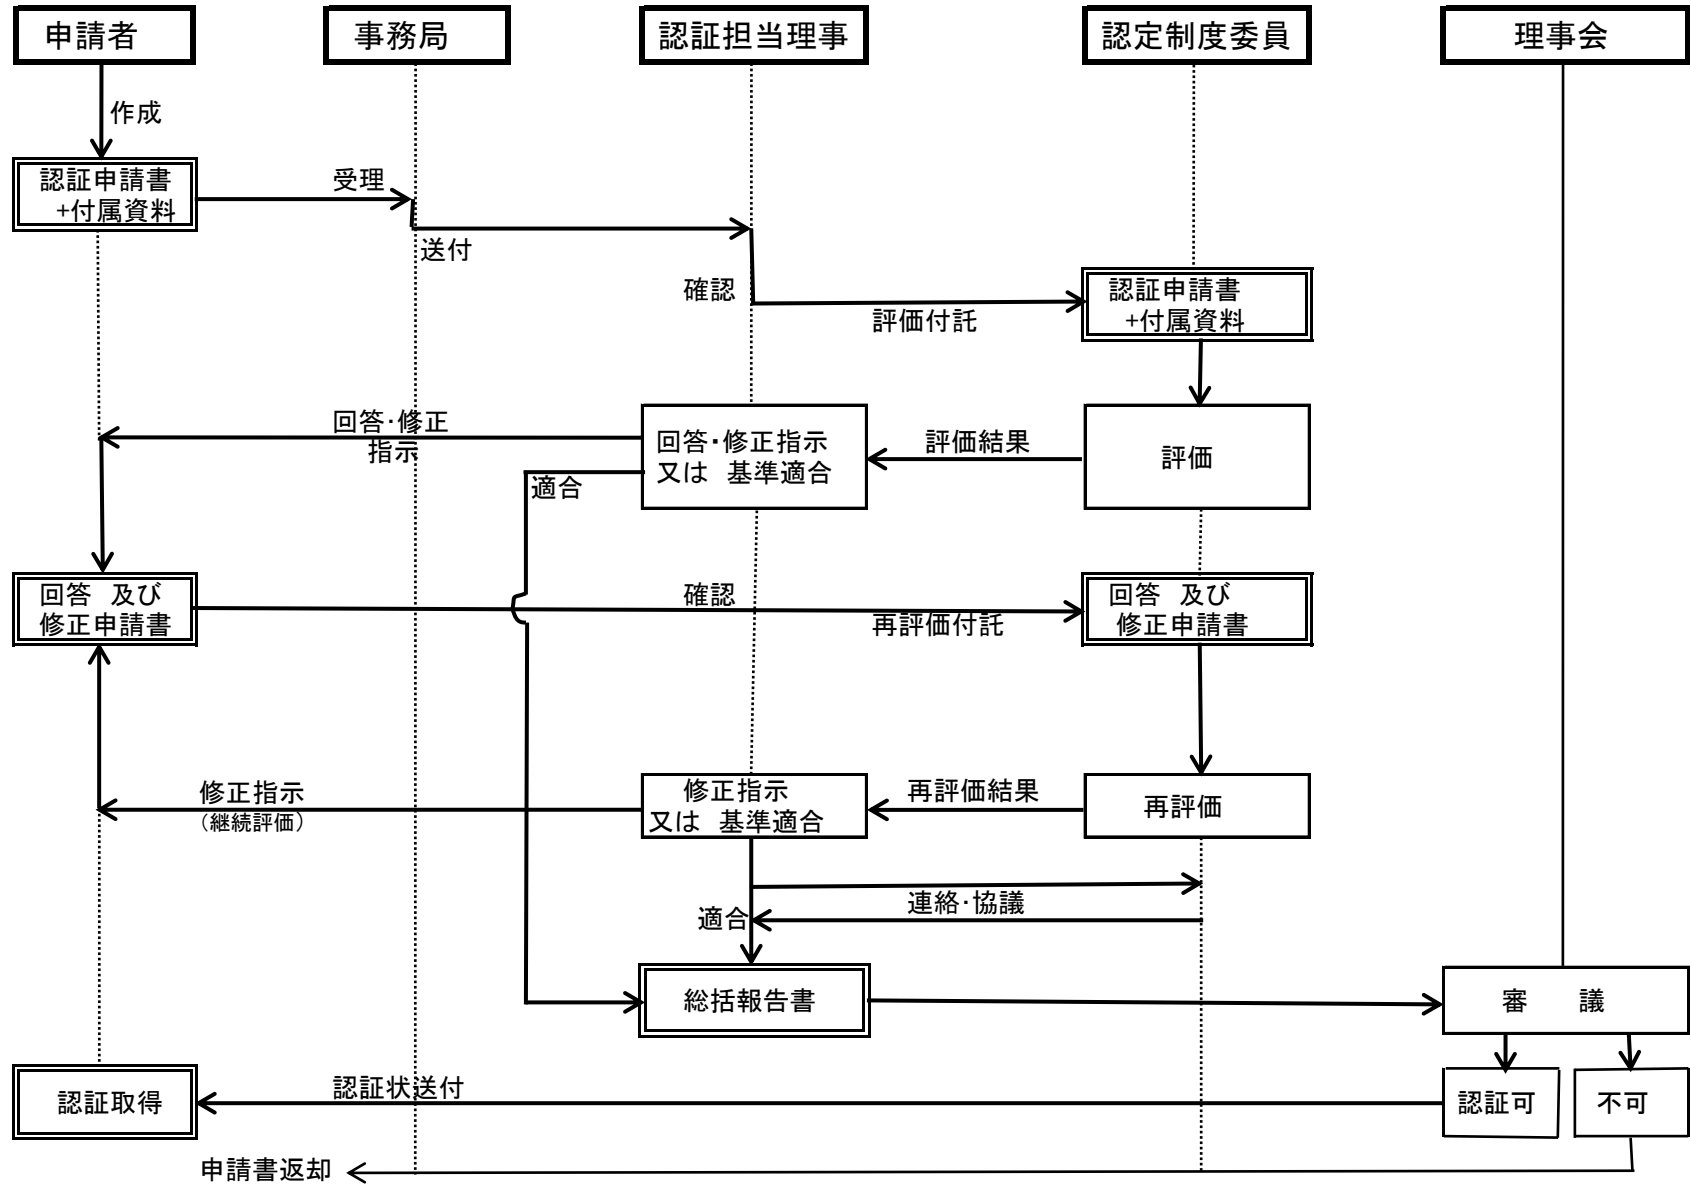 申請者
事務局
認証担当理事
認定制度委員
理事会
作成
認証申請書
+付属資料
受理
送付
確認
評価付託
認証申請書
+付属資料
回答・修正
指示
回答・修正指示
又は 基準適合
評価結果
評価
適合
回答 及び
修正申請書
確認
再評価付託
回答 及び
修正申請書
修正指示
（継続評価）
修正指示
又は 基準適合
再評価結果
再評価
連絡・協議
適合
総括報告書
審 議
認証取得
認証状送付
認証可
不可
申請書返却